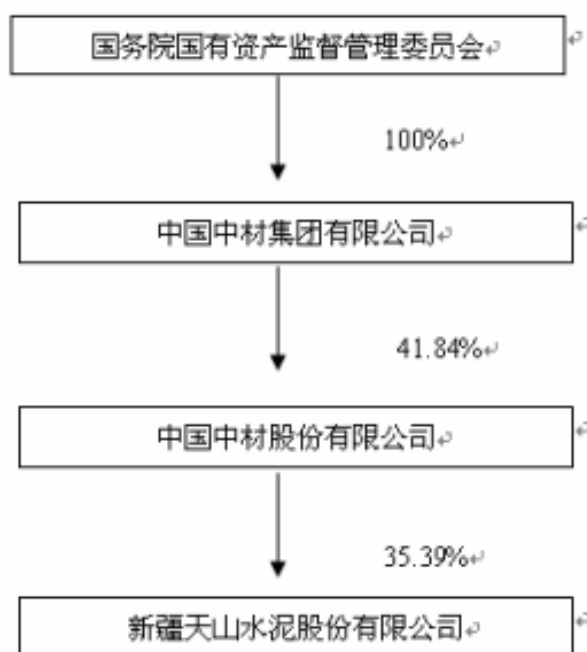 国务院国有资产监督管理委员会
100%
中国中材集团有限公司
41.84%
中国中材股份有限公司
35.39%
新疆天山水泥股份有限公司